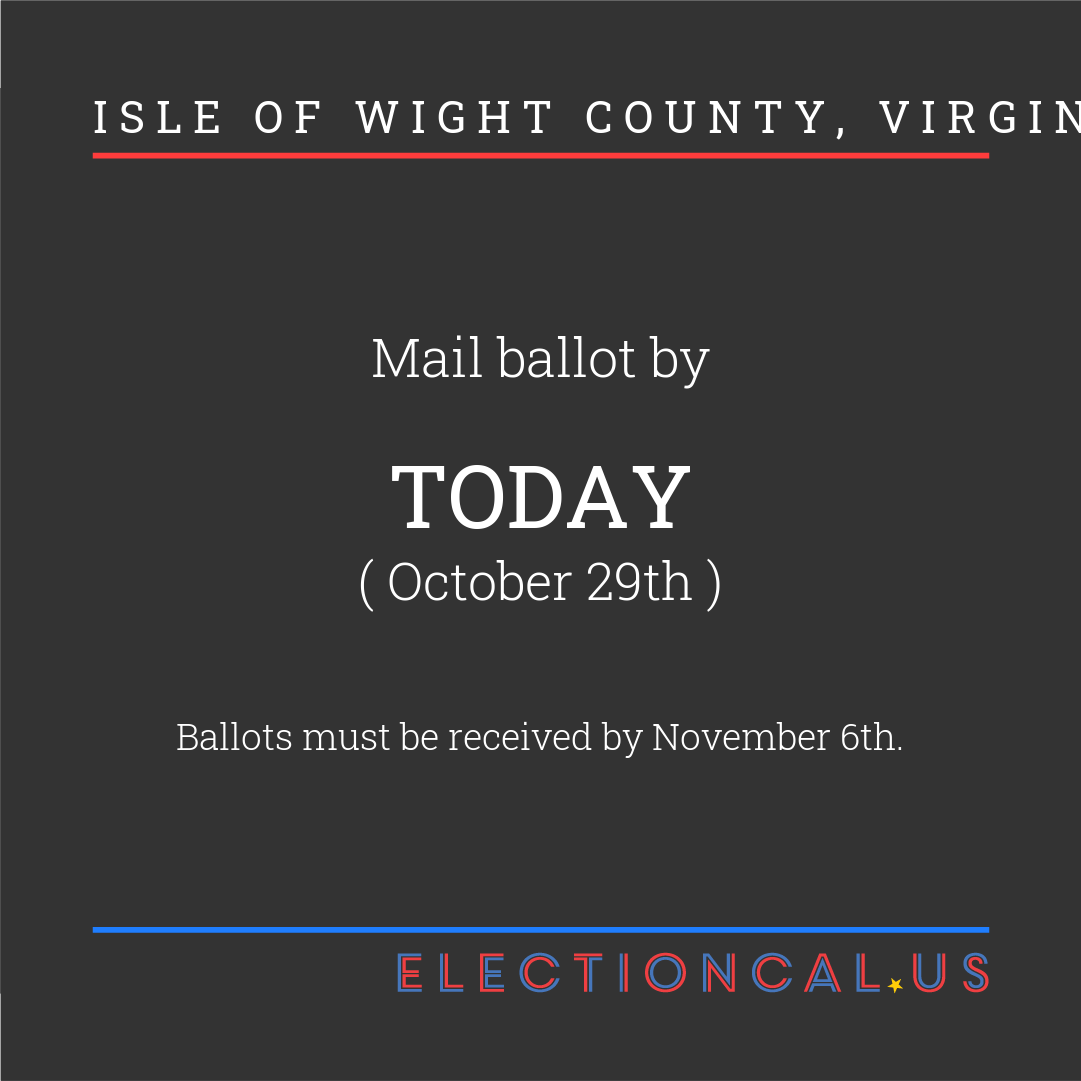 ISLE OF WIGHT COUNTY, VIRGIN
Mail ballot by
TODAY
( October 29th )
Ballots must be received by November 6th.
ELECTIONCAL.US